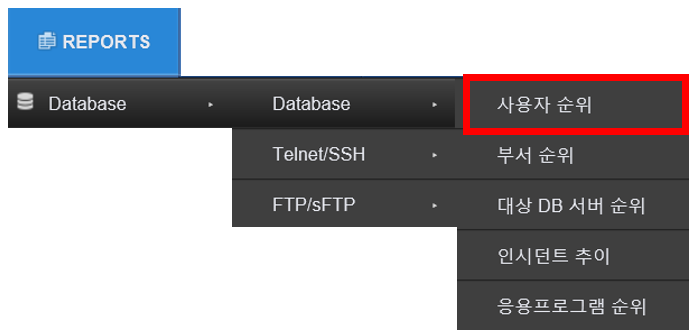 REPORTS
Database
Database
사용자 순위
Telnet/SSH
부서 순위
FTP/sFTP
대상 DB 서버 순위
인시던트 추이
응용프로그램 순위